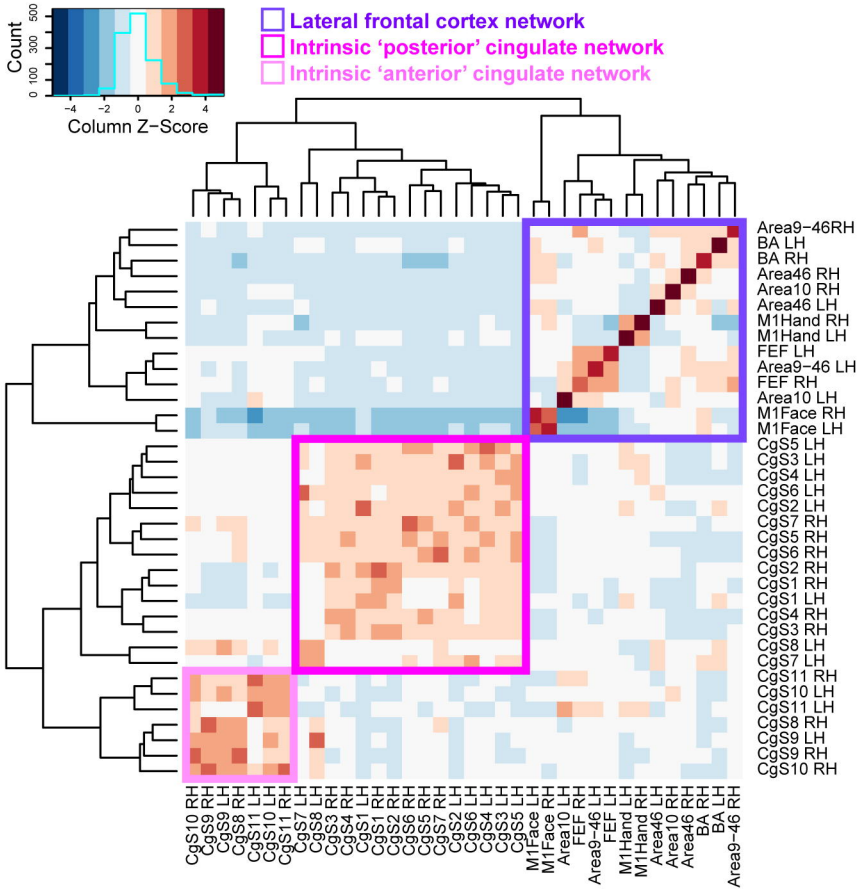 500
300
100
0
Count
−4 −2 0 2 4
Column Z-Score
Lateral frontal cortex network
Intrinsic ‘posterior’ cingulate network
Intrinsic ‘anterior’ cingulate network
Area9-46RH
BA LH
BA RH
Area46 RH
Area10 RH
Area46 LH
M1Hand RH
M1Hand LH
FEF LH
Area9-46 LH
FEF RH
Area10 LH
M1Face RH
M1Face LH
CgS5 LH
CgS3 LH
CgS4 LH
CgS6 LH
CgS2 LH
CgS7 RH
CgS5 RH
CgS6 RH
CgS2 RH
CgS1 RH
CgS1 LH
CgS4 RH
CgS3 RH
CgS8 LH
CgS7 LH
CgS11 RH
CgS10 LH
CgS11 LH
CgS8 RH
CgS9 LH
CgS9 RH
CgS10 RH
CgS10 RH
CgS9 RH
CgS9 LH
CgS8 RH
CgS11 LH
CgS10 LH
CgS11 RH
CgS7 LH
CgS8 LH
CgS3 RH
CgS4 RH
CgS1 LH
CgS1 RH
CgS2 RH
CgS6 RH
CgS5 RH
CgS7 RH
CgS2 LH
CgS6 LH
CgS4 LH
CgS3 LH
CgS5 LH
M1Face LH
M1Face RH
Area10 LH
FEF RH
Area9-46 LH
FEF LH
M1Hand LH
M1Hand RH
Area46 LH
Area10 RH
Area46 RH
BA RH
BA LH
Area9-46 RH